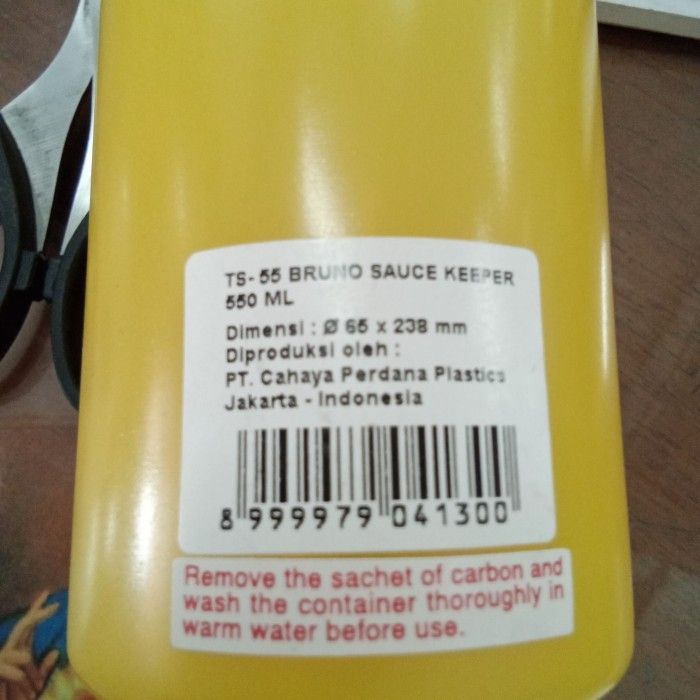 TS-55 BRUNO SAUCE KEEPER
550 ML
Dimensi : Ø 65 x 238 mm
Diproduksi oleh :
PT. Cahaya Perdana Plastics
Jakarta - Indonesia
8 999979 041300
Remove the sachet of carbon and
wash the container thoroughly in
warm water before use.